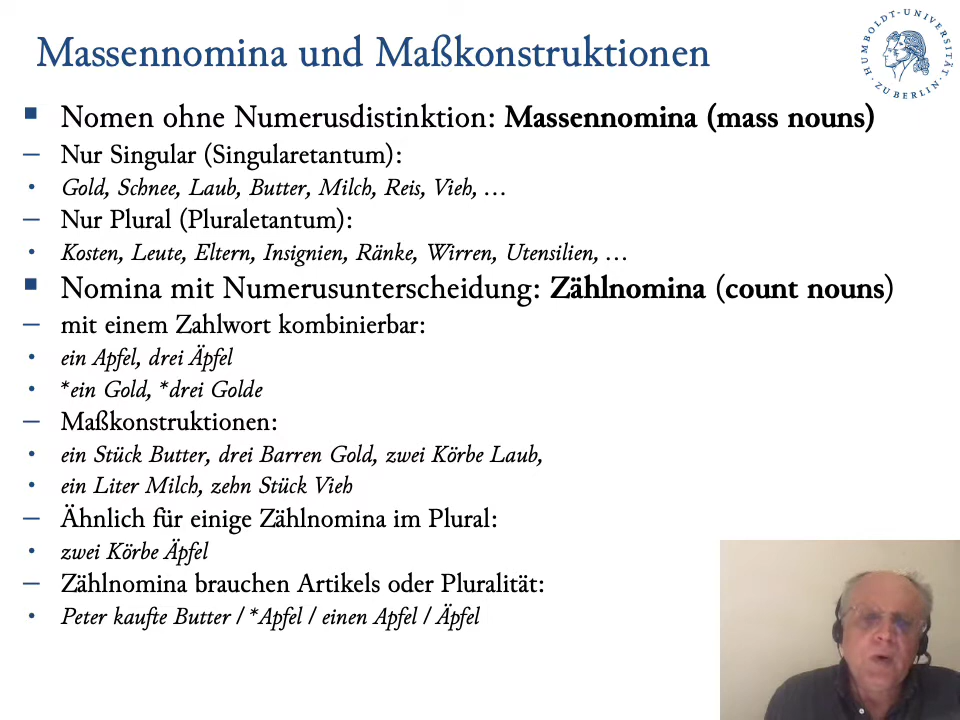 Massennomina und Maßkonstruktionen
HUMBOLDT-UNIVERSITÄT
ZU BERLIN
Nomen ohne Numerusdistinktion: Massennomina (mass nouns)
– Nur Singular (Singularetantum):
• Gold, Schnee, Laub, Butter, Milch, Reis, Vieh, …
– Nur Plural (Pluraletantum):
• Kosten, Leute, Eltern, Insignien, Ränke, Wirren, Utensilien, …
Nomina mit Numerusunterscheidung: Zählnomina (count nouns)
– mit einem Zahlwort kombinierbar:
• ein Apfel, drei Äpfel
• *ein Gold, *drei Golde
– Maßkonstruktionen:
• ein Stück Butter, drei Barren Gold, zwei Körbe Laub,
• ein Liter Milch, zehn Stück Vieh
– Ähnlich für einige Zählnomina im Plural:
• zwei Körbe Äpfel
– Zählnomina brauchen Artikels oder Pluralität:
• Peter kaufte Butter / *Apfel / einen Apfel / Äpfel